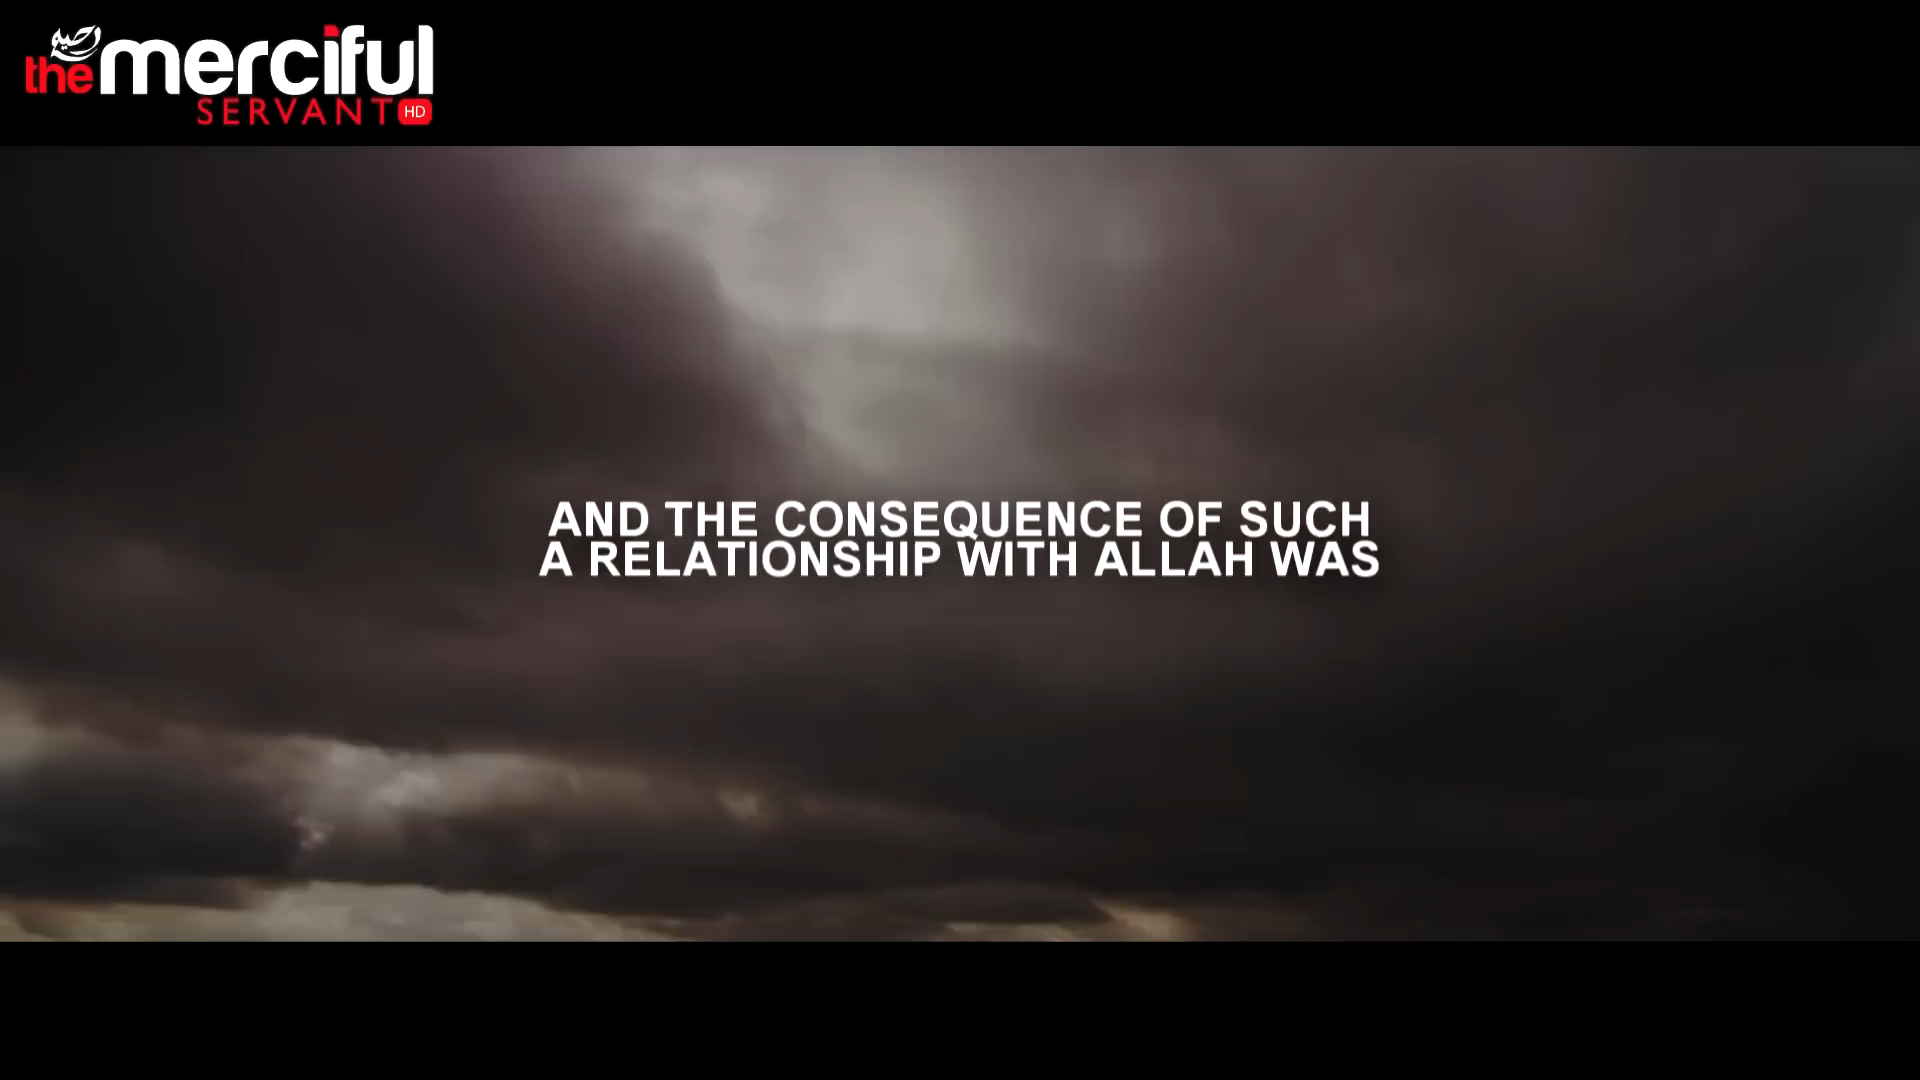 the merciful
SERVANT HD
AND THE CONSEQUENCE OF SUCH
A RELATIONSHIP WITH ALLAH WAS